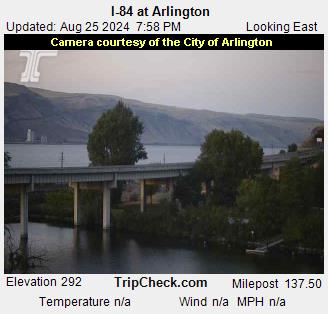 I-84 at Arlington
Updated: Aug 25 2024 7:58 PM Looking East
Camera courtesy of the City of Arlington
Elevation 292 TripCheck.com Milepost 137.50
Temperature n/a Wind n/a MPH n/a